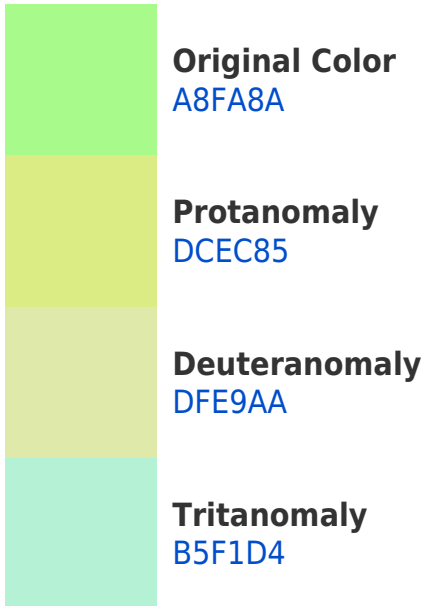 Original Color
A8FA8A
Protanomaly
DCEC85
Deuteranomaly
DFE9AA
Tritanomaly
B5F1D4